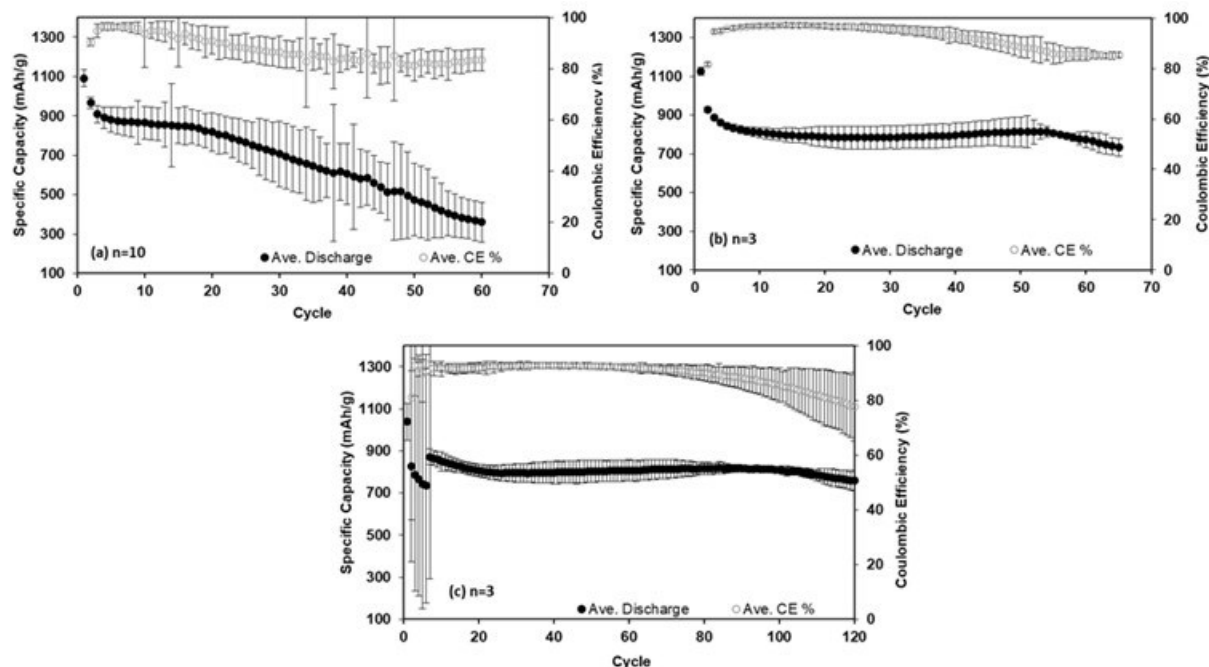 1300
1100
900
700
500
300
100
Specific Capacity (mAh/g)
100
80
60
40
20
0
Coulombic Efficiency (%)
(a) n=10
Ave. Discharge
Ave. CE %
0 10 20 30 40 50 60 70
Cycle
1300
1100
900
700
500
300
100
Specific Capacity (mAh/g)
100
80
60
40
20
0
Coulombic Efficiency (%)
(b) n=3
Ave. Discharge
Ave. CE %
0 10 20 30 40 50 60 70
Cycle
1300
1100
900
700
500
300
100
Specific Capacity (mAh/g)
100
80
60
40
20
0
Coulombic Efficiency (%)
(c) n=3
Ave. Discharge
Ave. CE %
0 20 40 60 80 100 120
Cycle